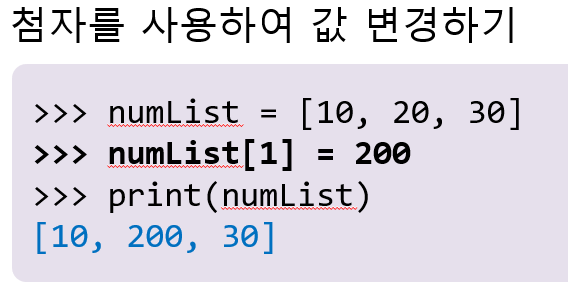 첨자를 사용하여 값 변경하기
>>> numList = [10, 20, 30]
>>> numList[1] = 200
>>> print(numList)
[10, 200, 30]